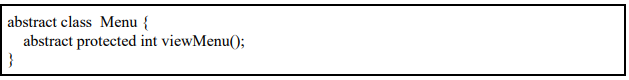 abstract class  Menu {
    abstract protected int viewMenu();
}